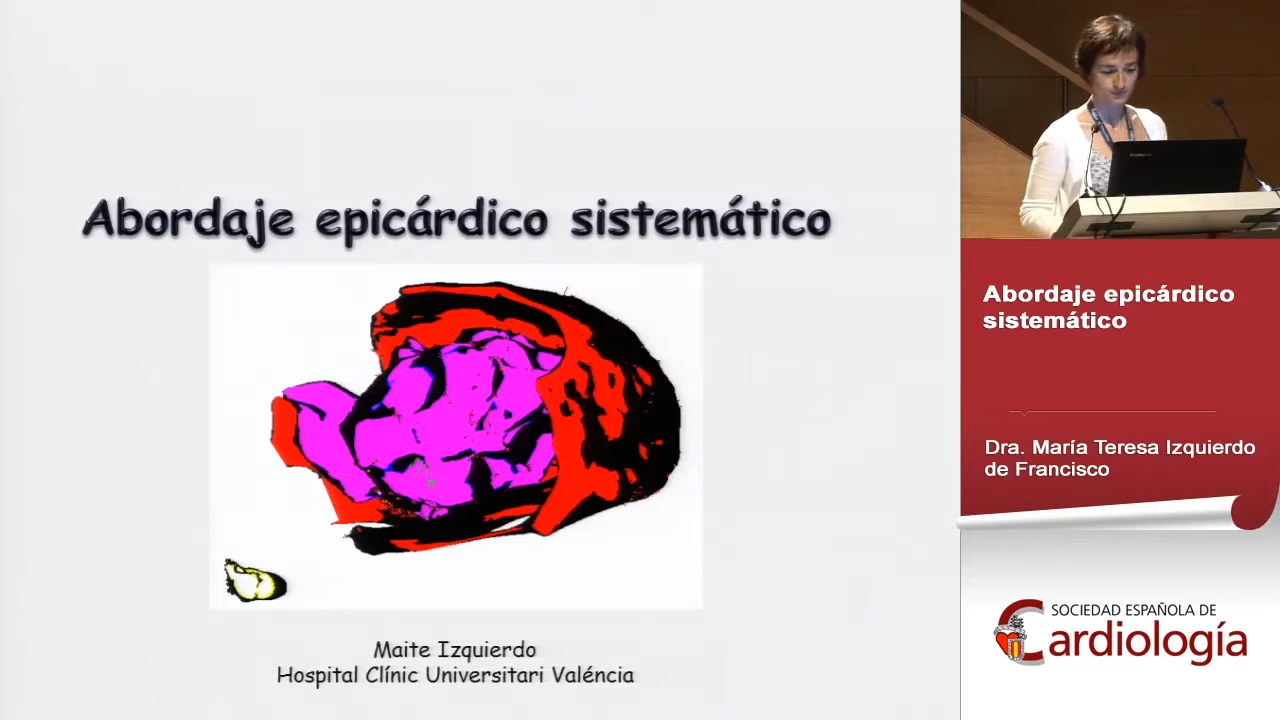 Abordaje epicárdico sistemático
Maite Izquierdo
Hospital Clínic Universitari Valéncia
Abordaje epicárdico
sistemático
Dra. María Teresa Izquierdo
de Francisco
SOCIEDAD ESPAÑOLA DE
Cardiología